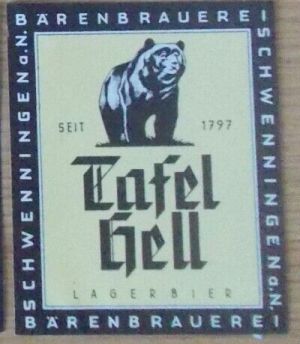 BÄRENBRAUEREI
SCHWENNINGEN a.N.
SEIT 1797
Tafel
Hell
LAGERBIER
SCHWENNINGEN a.N.
BÄRENBRAUEREI